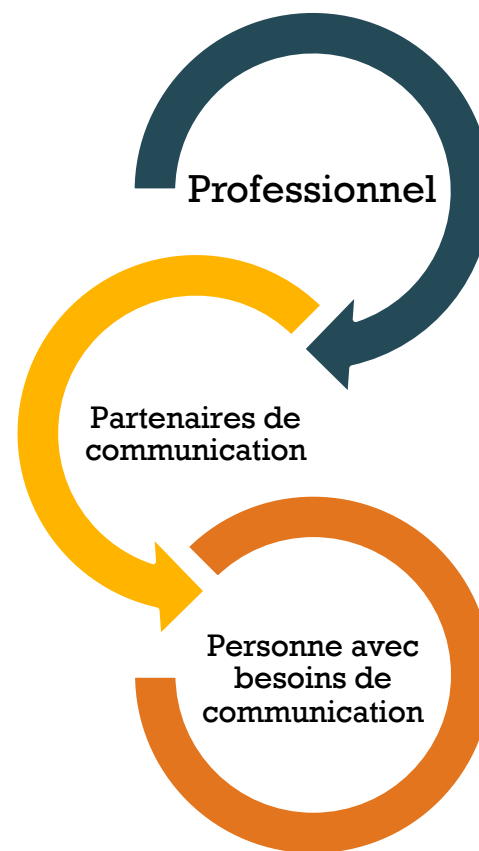 Professionnel
Partenaires de
communication
Personne avec
besoins de
communication